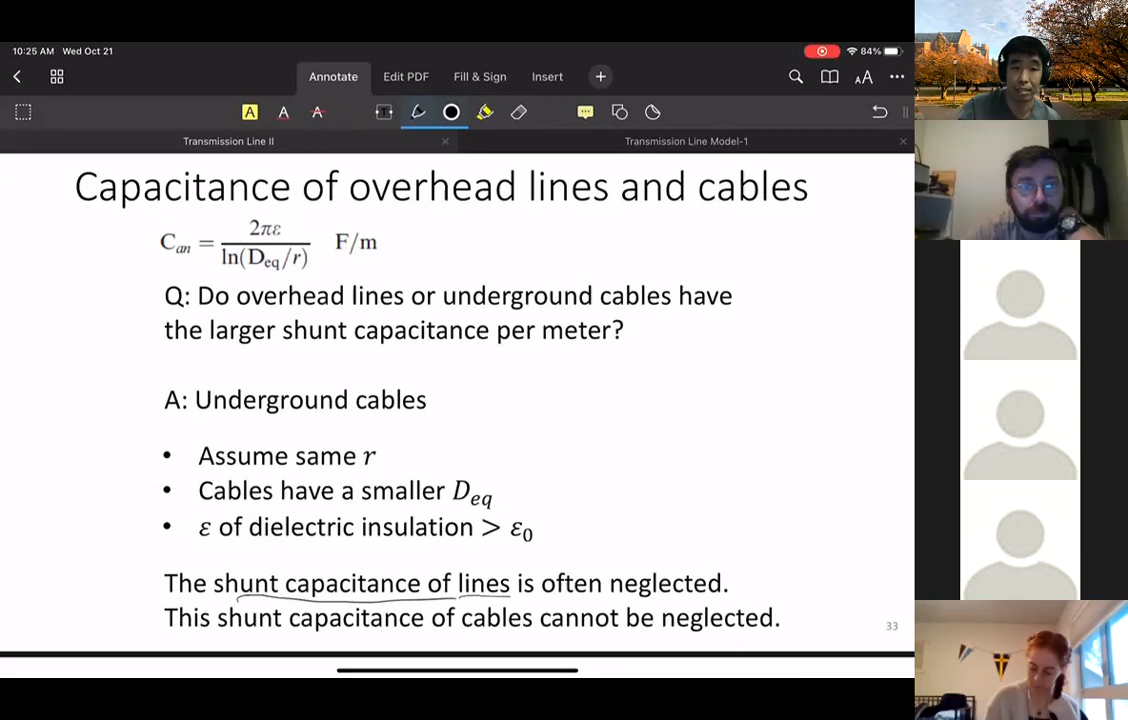 10:25 AM Wed Oct 21
84%
Annotate Edit PDF Fill & Sign Insert
A A A T AA
Transmission Line II
Transmission Line Model-1
Capacitance of overhead lines and cables
C_an = 2πε / ln(D_eq/r) F/m
Q: Do overhead lines or underground cables have
the larger shunt capacitance per meter?
A: Underground cables
• Assume same r
• Cables have a smaller D_eq
• ε of dielectric insulation > ε₀
The shunt capacitance of lines is often neglected.
This shunt capacitance of cables cannot be neglected.
33